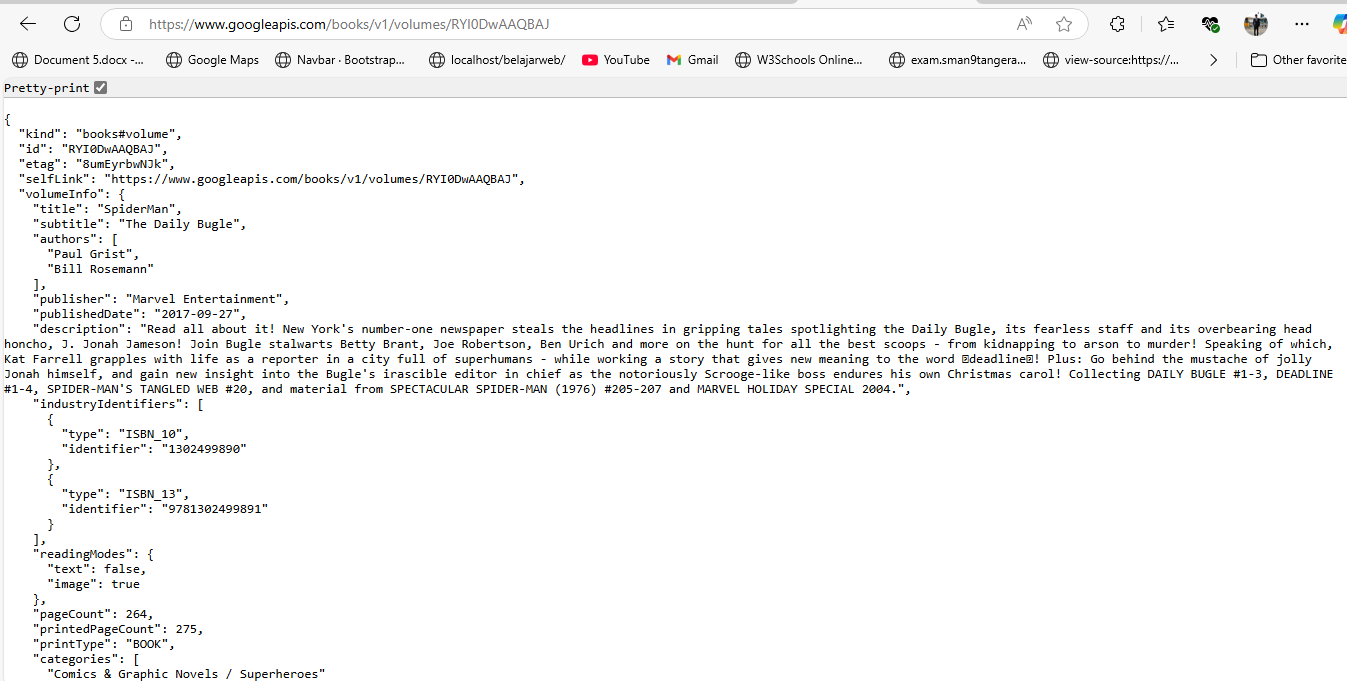 https://www.googleapis.com/books/v1/volumes/RYI0DwAAQBAJ
Document 5.docx -... Google Maps Navbar · Bootstrap... localhost/belajarweb/ YouTube Gmail W3Schools Online... exam.sman9tangera... view-source:https://... Other favorite
Pretty-print
{
"kind": "books#volume",
"id": "RYI0DwAAQBAJ",
"etag": "8umEyrbwNJk",
"selfLink": "https://www.googleapis.com/books/v1/volumes/RYI0DwAAQBAJ",
"volumeInfo": {
"title": "SpiderMan",
"subtitle": "The Daily Bugle",
"authors": [
"Paul Grist",
"Bill Rosemann"
],
"publisher": "Marvel Entertainment",
"publishedDate": "2017-09-27",
"description": "Read all about it! New York's number-one newspaper steals the headlines in gripping tales spotlighting the Daily Bugle, its fearless staff and its overbearing head
honcho, J. Jonah Jameson! Join Bugle stalwarts Betty Brant, Joe Robertson, Ben Urich and more on the hunt for all the best scoops - from kidnapping to arson to murder! Speaking of which,
Kat Farrell grapples with life as a reporter in a city full of superhumans - while working a story that gives new meaning to the word deadline! Plus: Go behind the mustache of jolly
Jonah himself, and gain new insight into the Bugle's irascible editor in chief as the notoriously Scrooge-like boss endures his own Christmas carol! Collecting DAILY BUGLE #1-3, DEADLINE
#1-4, SPIDER-MAN'S TANGLED WEB #20, and material from SPECTACULAR SPIDER-MAN (1976) #205-207 and MARVEL HOLIDAY SPECIAL 2004.",
"industryIdentifiers": [
{
"type": "ISBN_10",
"identifier": "1302499890"
},
{
"type": "ISBN_13",
"identifier": "9781302499891"
}
],
"readingModes": {
"text": false,
"image": true
},
"pageCount": 264,
"printedPageCount": 275,
"printType": "BOOK",
"categories": [
"Comics & Graphic Novels / Superheroes"